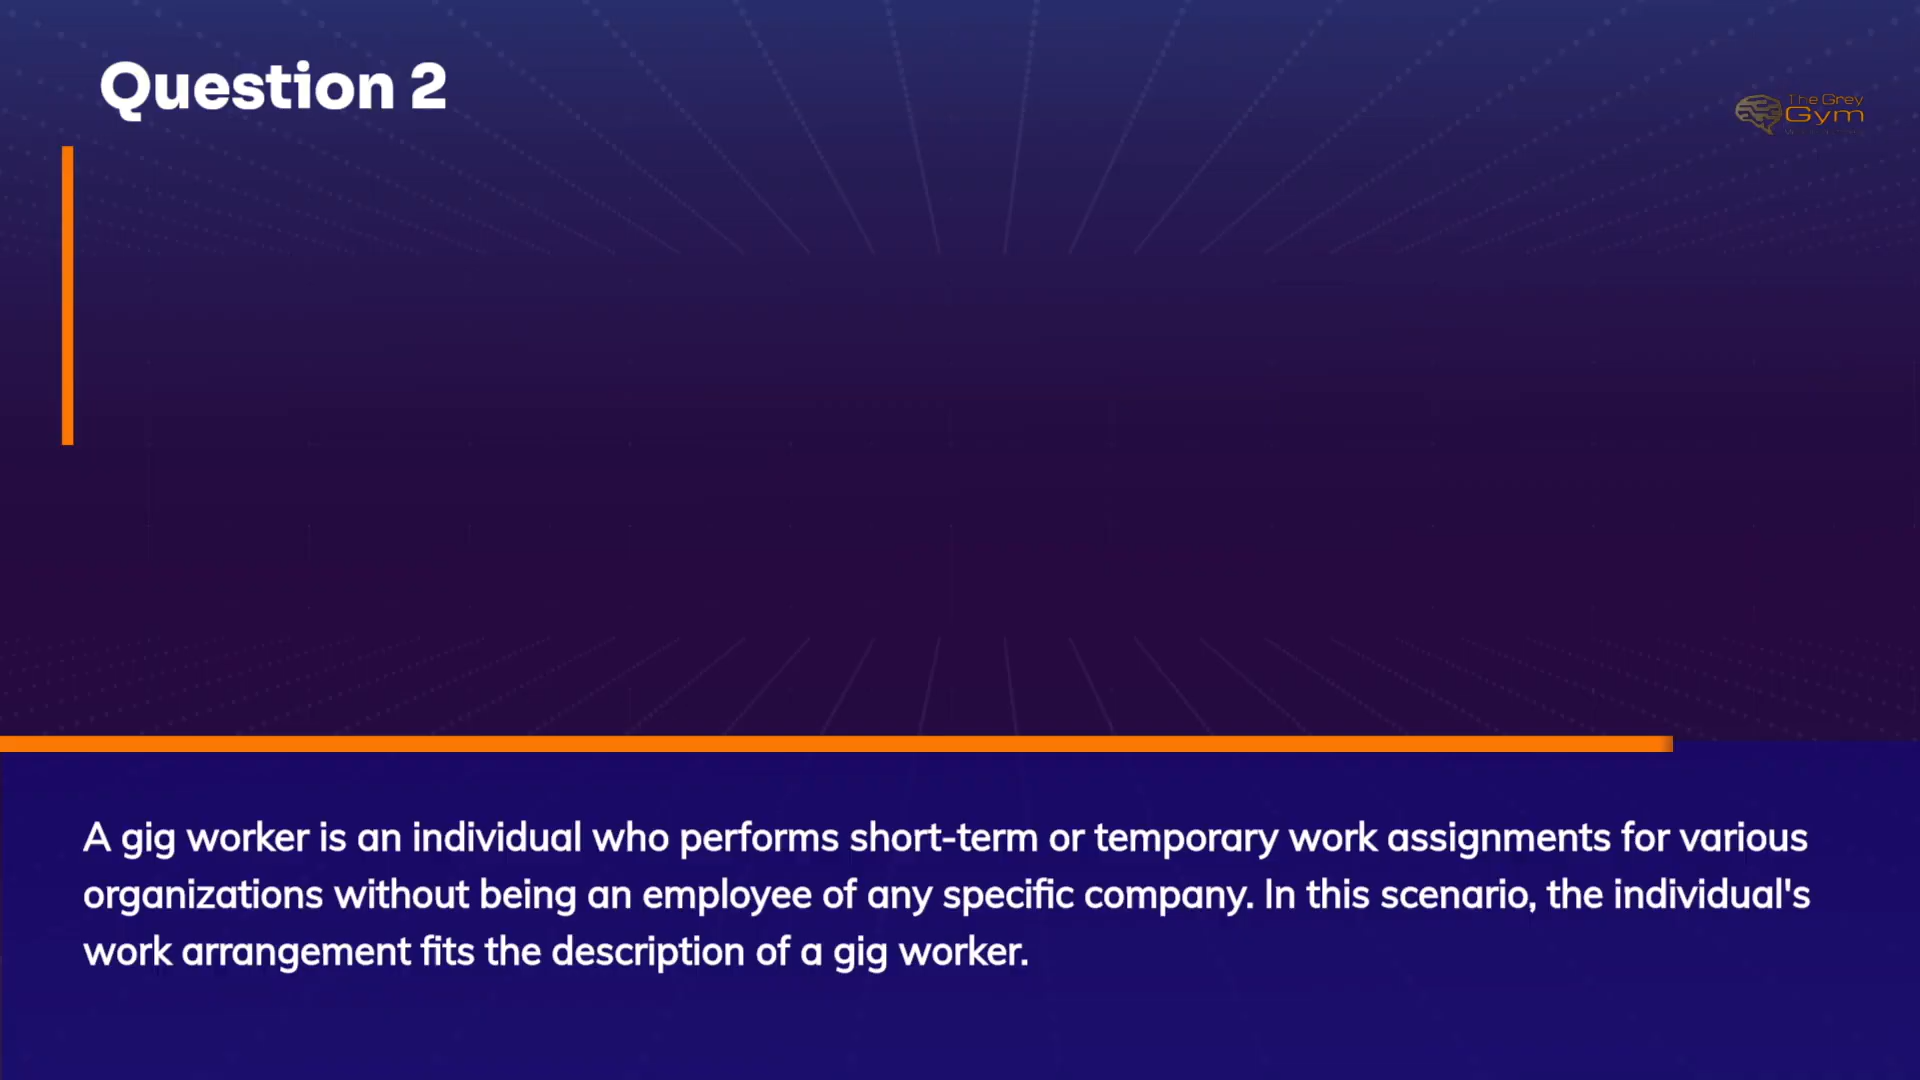 Question 2
The Grey
Gym
A gig worker is an individual who performs short-term or temporary work assignments for various
organizations without being an employee of any specific company. In this scenario, the individual's
work arrangement fits the description of a gig worker.